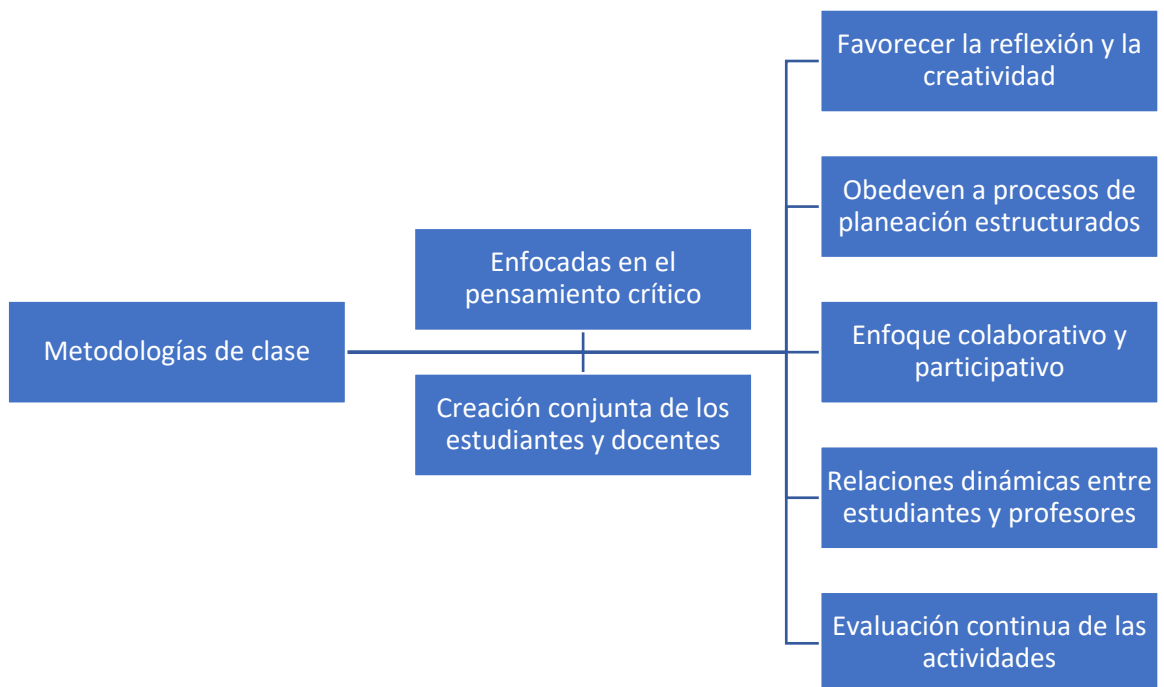 Metodologías de clase
Enfocadas en el
pensamiento crítico
Creación conjunta de los
estudiantes y docentes
Favorecer la reflexión y la
creatividad
Obedeven a procesos de
planeación estructurados
Enfoque colaborativo y
participativo
Relaciones dinámicas entre
estudiantes y profesores
Evaluación continua de las
actividades